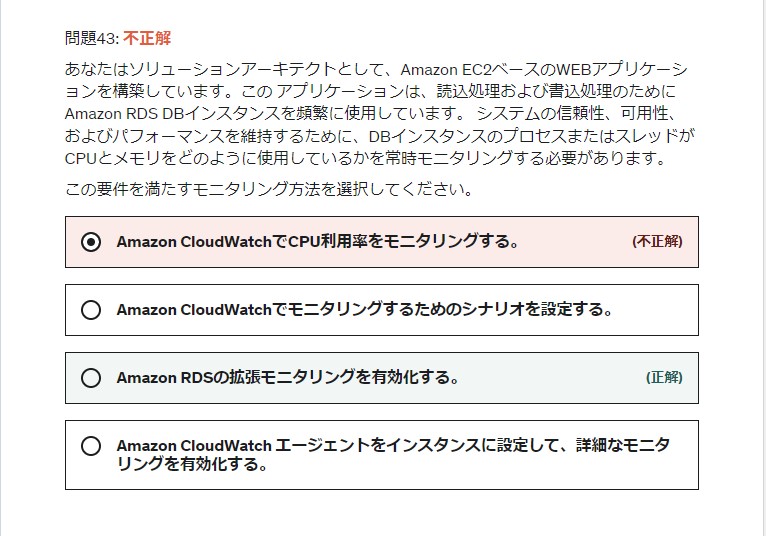 問題43: 不正解
あなたはソリューションアーキテクトとして、Amazon EC2ベースのWEBアプリケーシ
ョンを構築しています。この アプリケーションは、読込処理および書込処理のために
Amazon RDS DBインスタンスを頻繁に使用しています。 システムの信頼性、可用性、
およびパフォーマンスを維持するために、DBインスタンスのプロセスまたはスレッドが
CPUとメモリをどのように使用しているかを常時モニタリングする必要があります。
この要件を満たすモニタリング方法を選択してください。
Amazon CloudWatchでCPU利用率をモニタリングする。 (不正解)
Amazon CloudWatchでモニタリングするためのシナリオを設定する。
Amazon RDSの拡張モニタリングを有効化する。 (正解)
Amazon CloudWatch エージェントをインスタンスに設定して、詳細なモニタ
リングを有効化する。